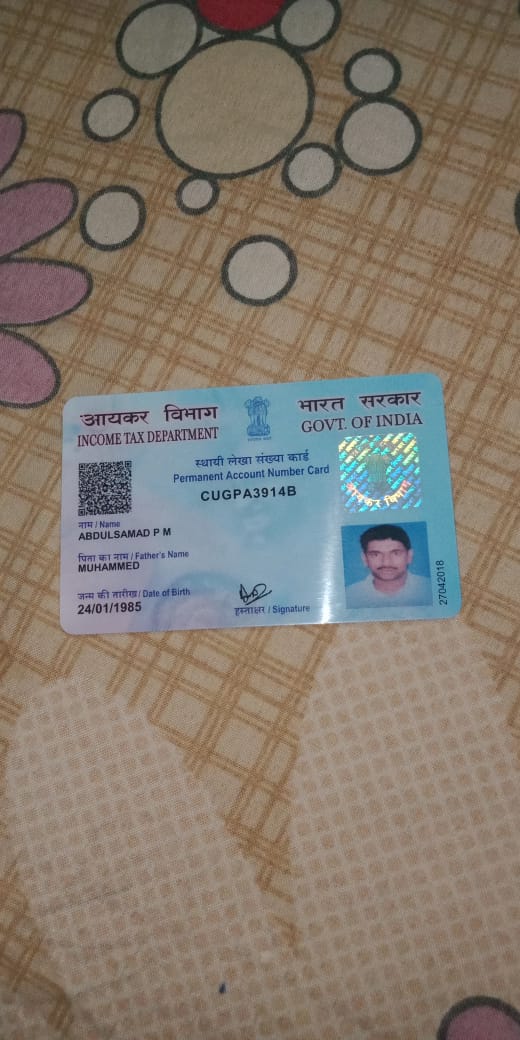 आयकर विभाग
INCOME TAX DEPARTMENT
भारत सरकार
GOVT. OF INDIA
स्थायी लेखा संख्या कार्ड
Permanent Account Number Card
CUGPA3914B
नाम / Name
ABDULSAMAD P M
पिता का नाम / Father's Name
MUHAMMED
जन्म की तारीख / Date of Birth
24/01/1985
हस्ताक्षर / Signature
27042018